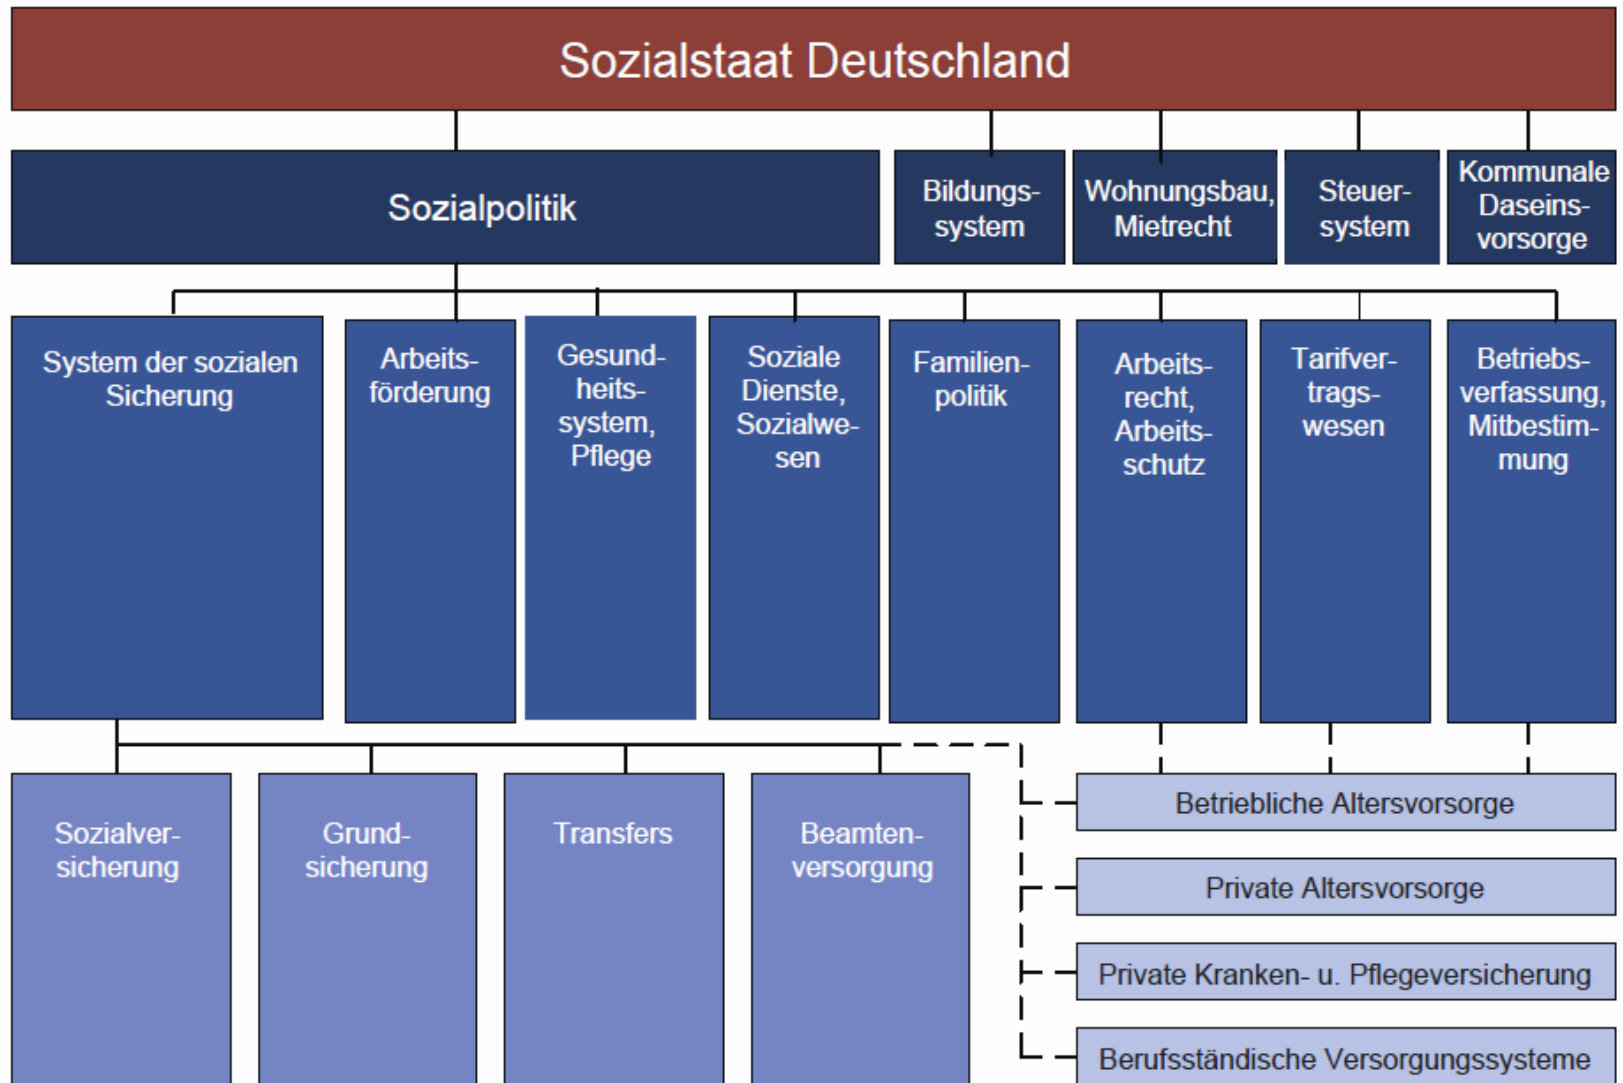 Sozialstaat Deutschland
Sozialpolitik
Bildungs-
system
Wohnungsbau,
Mietrecht
Steuer-
system
Kommunale
Daseins-
vorsorge
System der sozialen
Sicherung
Arbeits-
förderung
Gesund-
heits-
system,
Pflege
Soziale
Dienste,
Sozialwe-
sen
Familien-
politik
Arbeits-
recht,
Arbeits-
schutz
Tarifver-
trags-
wesen
Betriebs-
verfassung,
Mitbestim-
mung
Sozialver-
sicherung
Grund-
sicherung
Transfers
Beamten-
versorgung
Betriebliche Altersvorsorge
Private Altersvorsorge
Private Kranken- u. Pflegeversicherung
Berufsständische Versorgungssysteme